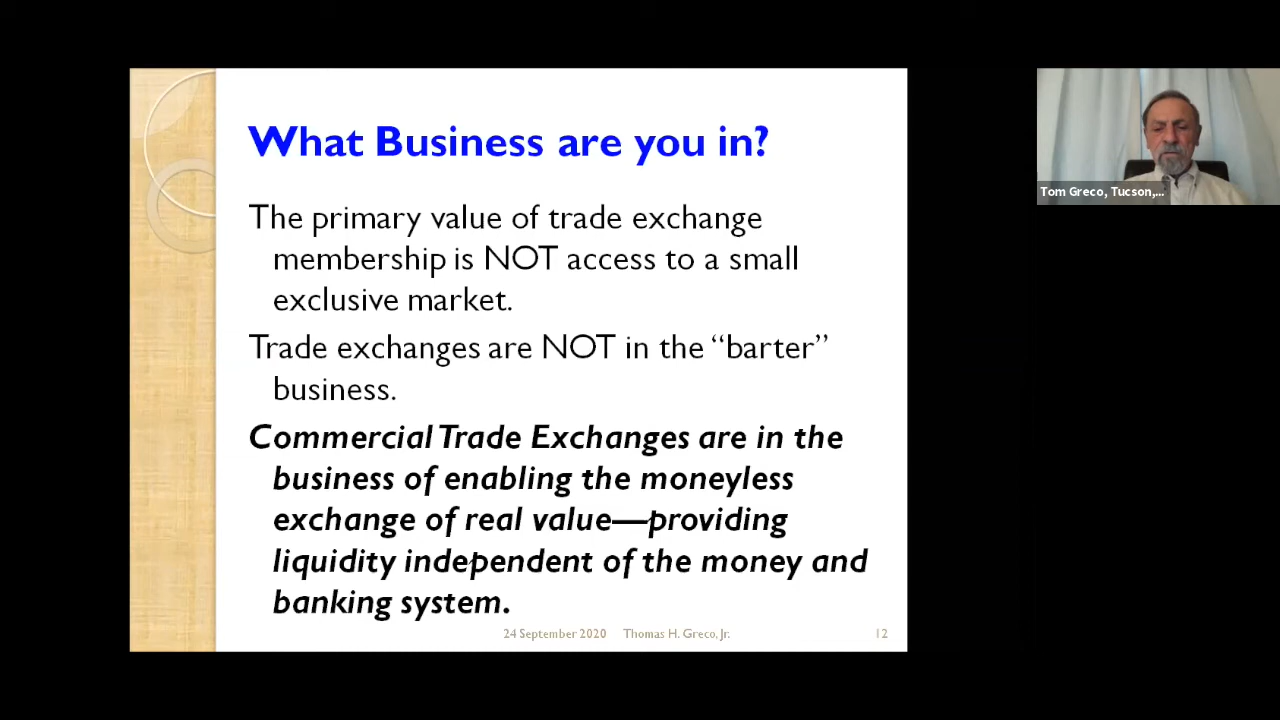 What Business are you in?
The primary value of trade exchange
membership is NOT access to a small
exclusive market.
Trade exchanges are NOT in the “barter”
business.
Commercial Trade Exchanges are in the
business of enabling the moneyless
exchange of real value—providing
liquidity independent of the money and
banking system.
24 September 2020 Thomas H. Greco, Jr. 12
Tom Greco, Tucson,...